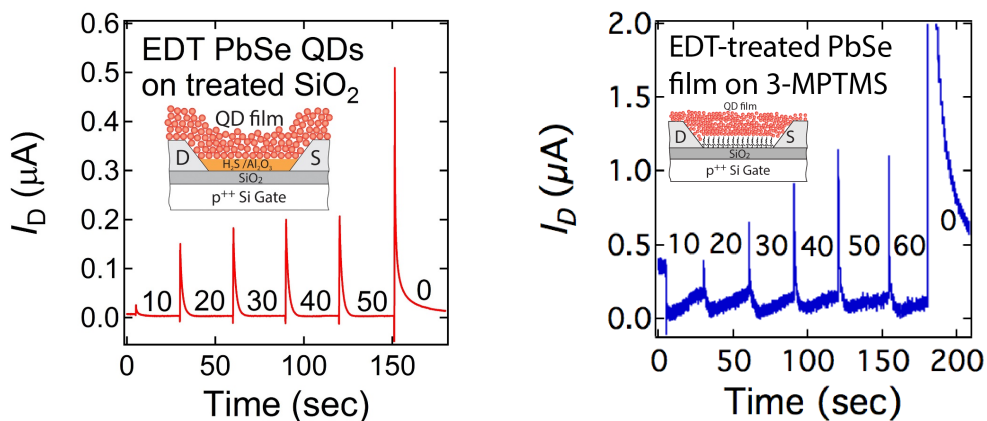 EDT PbSe QDs
on treated SiO₂
QD film
D
S
H₂S /Al₂O₃
SiO₂
p⁺⁺ Si Gate
I_D (µA)
0.6
0.5
0.4
0.3
0.2
0.1
0.0
10 20 30 40 50 0
0 50 100 150
Time (sec)
EDT-treated PbSe
film on 3-MPTMS
QD film
D
S
SiO₂
p⁺⁺ Si Gate
I_D (µA)
2.0
1.5
1.0
0.5
0.0
10 20 30 40 50 60 0
0 50 100 150 200
Time (sec)